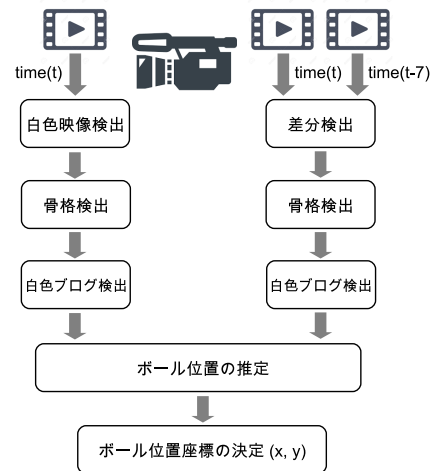 time(t)
time(t)
time(t-7)
白色映像検出
差分検出
骨格検出
骨格検出
白色ブログ検出
白色ブログ検出
ボール位置の推定
ボール位置座標の決定 (x, y)